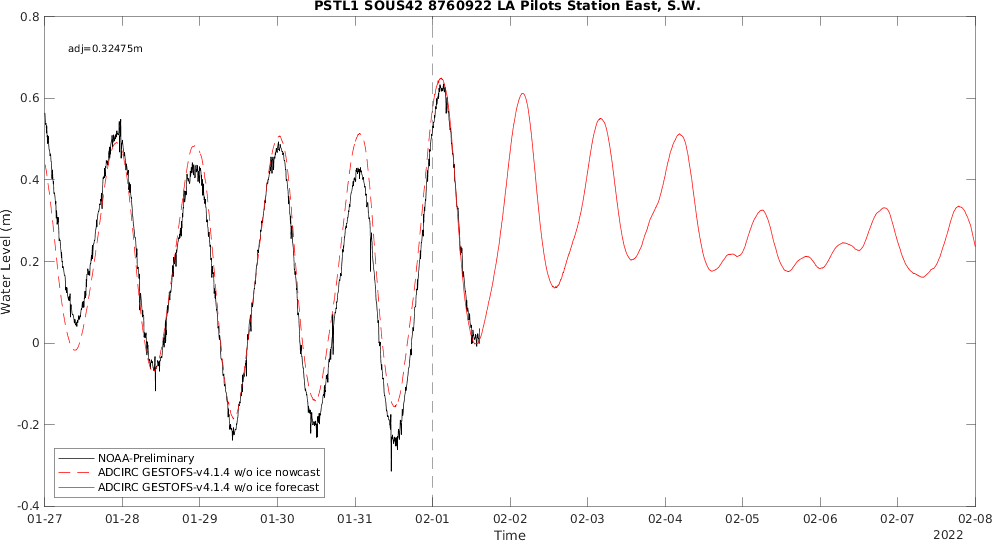 PSTL1 SOUS42 8760922 LA Pilots Station East, S.W.
adj=0.32475m
0.8
0.6
0.4
0.2
0
-0.2
-0.4
Water Level (m)
NOAA-Preliminary
ADCIRC GESTOFS-v4.1.4 w/o ice nowcast
ADCIRC GESTOFS-v4.1.4 w/o ice forecast
01-27 01-28 01-29 01-30 01-31 02-01 02-02 02-03 02-04 02-05 02-06 02-07 02-08
Time
2022